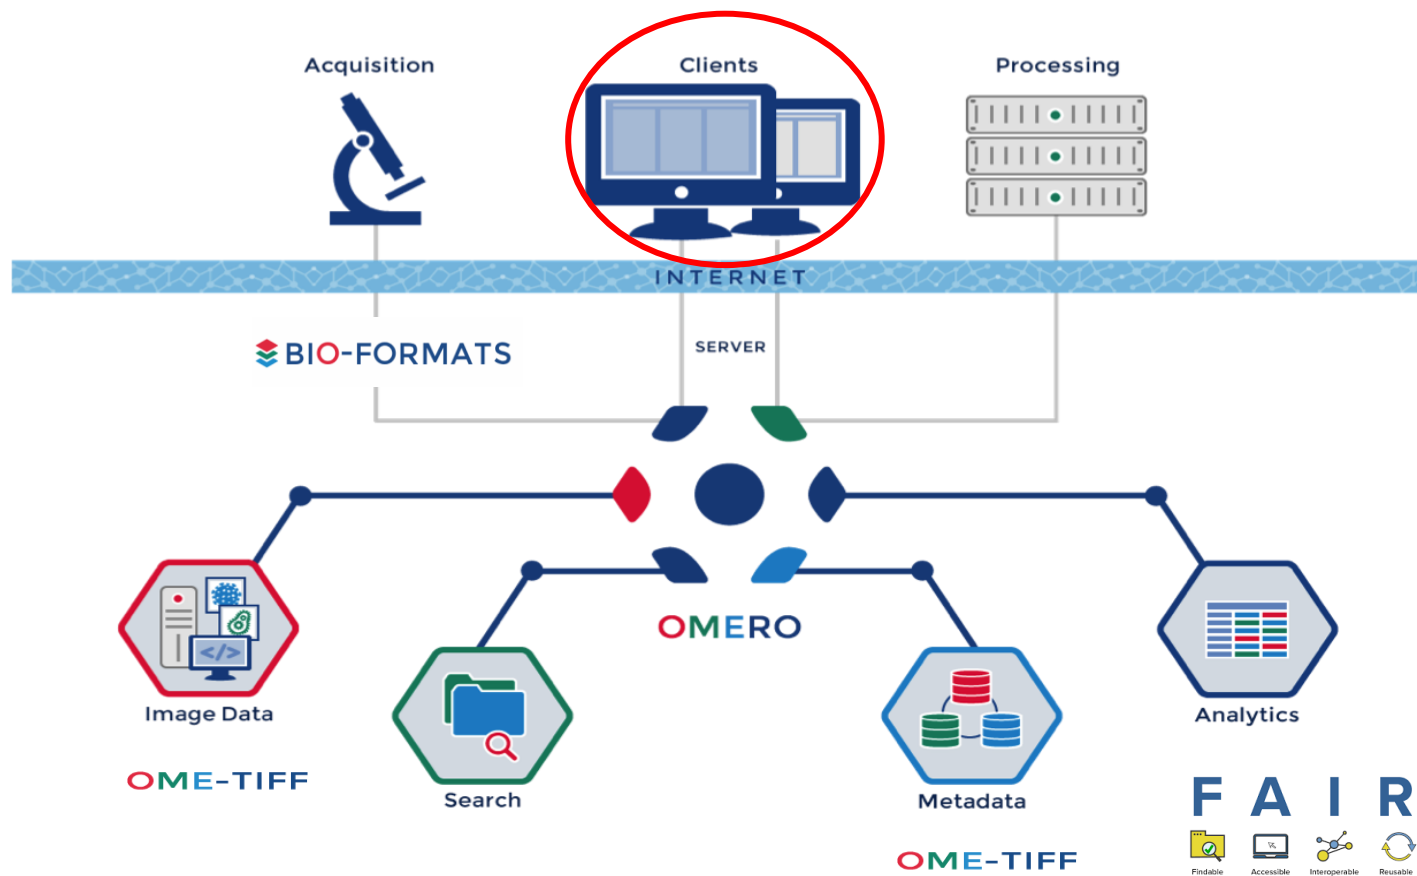 Acquisition
Clients
Processing
INTERNET
BIO-FORMATS
SERVER
OMERO
</>
Image Data
Search
Metadata
Analytics
OME-TIFF
OME-TIFF
F A I R
Findable Accessible Interoperable Reusable